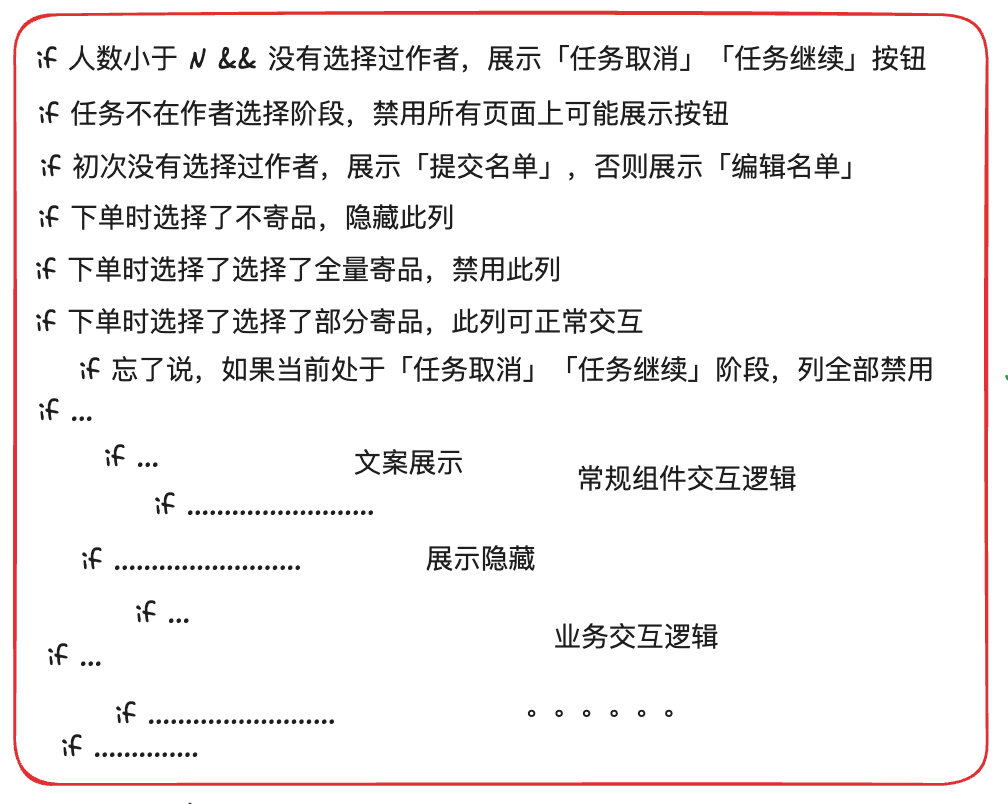 if 人数小于 N && 没有选择过作者，展示「任务取消」「任务继续」按钮
if 任务不在作者选择阶段，禁用所有页面上可能展示按钮
if 初次没有选择过作者，展示「提交名单」，否则展示「编辑名单」
if 下单时选择了不寄品，隐藏此列
if 下单时选择了选择了全量寄品，禁用此列
if 下单时选择了选择了部分寄品，此列可正常交互
if 忘了说，如果当前处于「任务取消」「任务继续」阶段，列全部禁用
if ...
if ...
文案展示
常规组件交互逻辑
if .........................
if .........................
展示隐藏
if ...
业务交互逻辑
if ...
if .........................
。。。。。。
if ..............